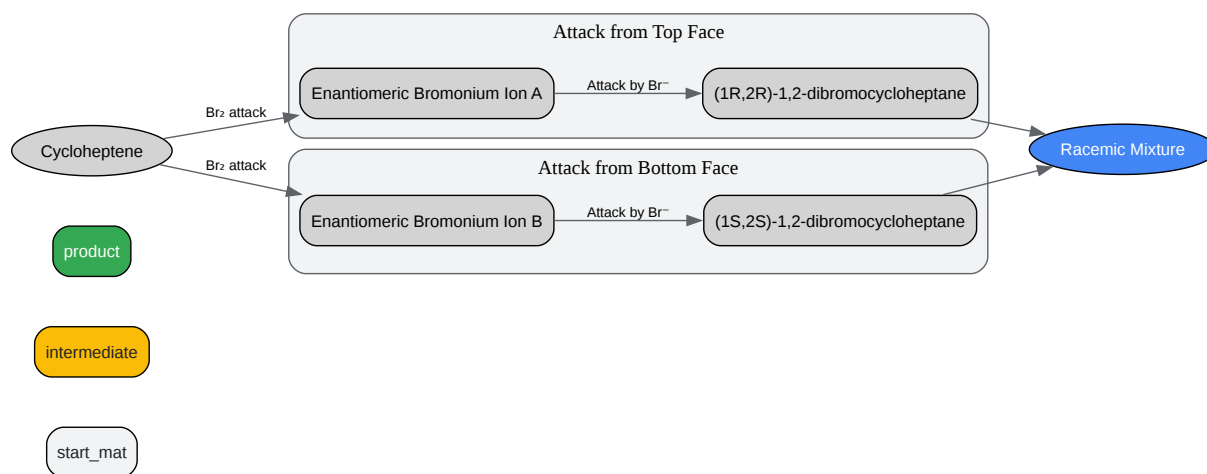 Attack from Top Face
Enantiomeric Bromonium Ion A
Attack by Br⁻
(1R,2R)-1,2-dibromocycloheptane
Br₂ attack
Cycloheptene
Racemic Mixture
Br₂ attack
Attack from Bottom Face
Enantiomeric Bromonium Ion B
Attack by Br⁻
(1S,2S)-1,2-dibromocycloheptane
product
intermediate
start_mat